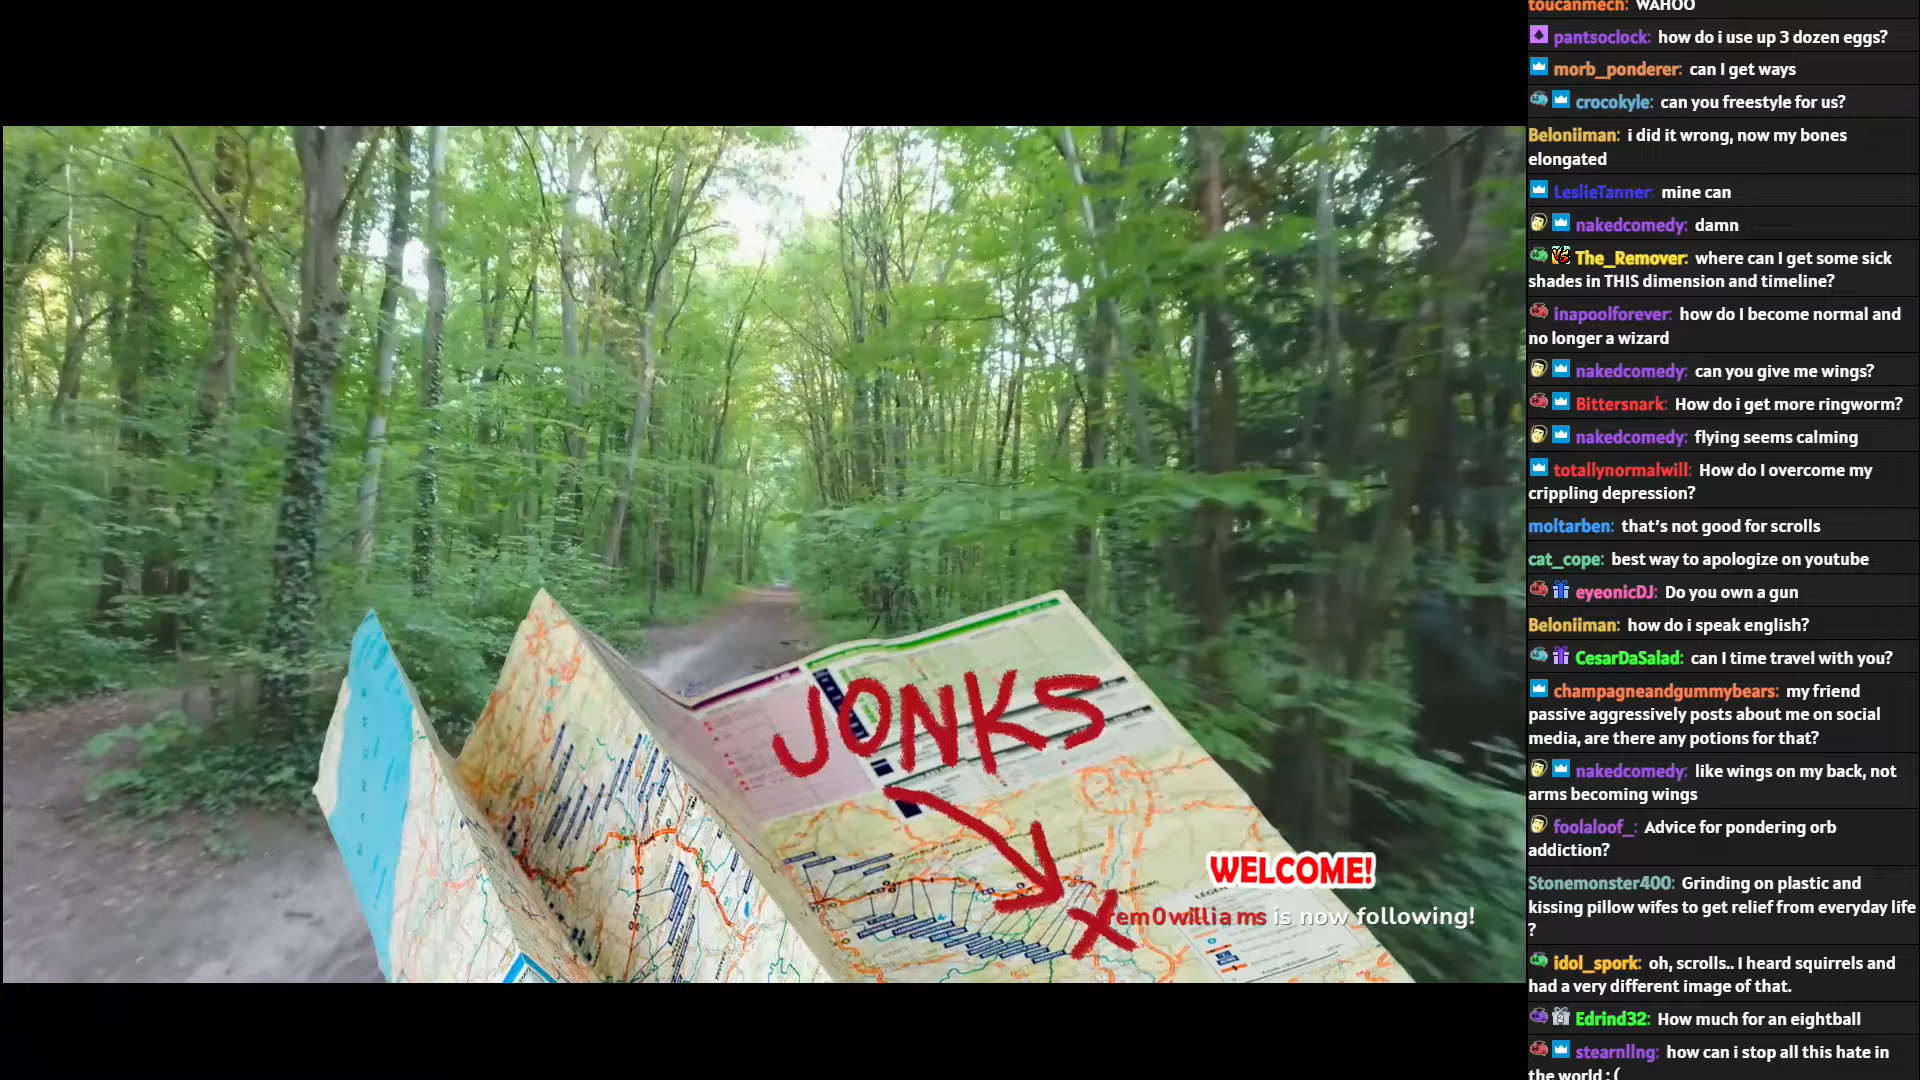 toucanmech: WAHOO
pantsoclock: how do i use up 3 dozen eggs?
morb_ponderer: can I get ways
crocokyle: can you freestyle for us?
Beloniiman: i did it wrong, now my bones
elongated
LeslieTanner: mine can
nakedcomedy: damn
The_Remover: where can I get some sick
shades in THIS dimension and timeline?
inapoolforever: how do I become normal and
no longer a wizard
nakedcomedy: can you give me wings?
Bittersnark: How do i get more ringworm?
nakedcomedy: flying seems calming
totallynormalwill: How do I overcome my
crippling depression?
moltarben: that's not good for scrolls
cat_cope: best way to apologize on youtube
eyeonicDJ: Do you own a gun
Beloniiman: how do i speak english?
CesarDaSalad: can I time travel with you?
champagneandgummybears: my friend
passive aggressively posts about me on social
media, are there any potions for that?
nakedcomedy: like wings on my back, not
arms becoming wings
foolaloof_: Advice for pondering orb
addiction?
Stonemonster400: Grinding on plastic and
kissing pillow wifes to get relief from everyday life
?
idol_spork: oh, scrolls.. I heard squirrels and
had a very different image of that.
Edrind32: How much for an eightball
stearnllng: how can i stop all this hate in
the world : (
JONKS
X
WELCOME!
em0williams is now following!